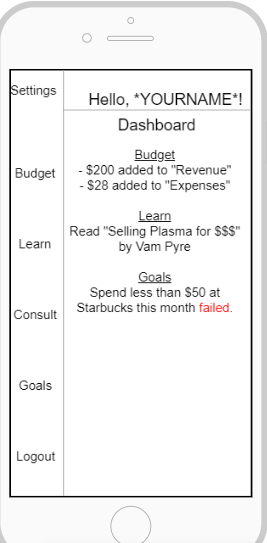 Settings
Budget
Learn
Consult
Goals
Logout
Hello, *YOURNAME*!
Dashboard
Budget
- $200 added to "Revenue"
- $28 added to "Expenses"
Learn
Read "Selling Plasma for $$$"
by Vam Pyre
Goals
Spend less than $50 at
Starbucks this month failed.